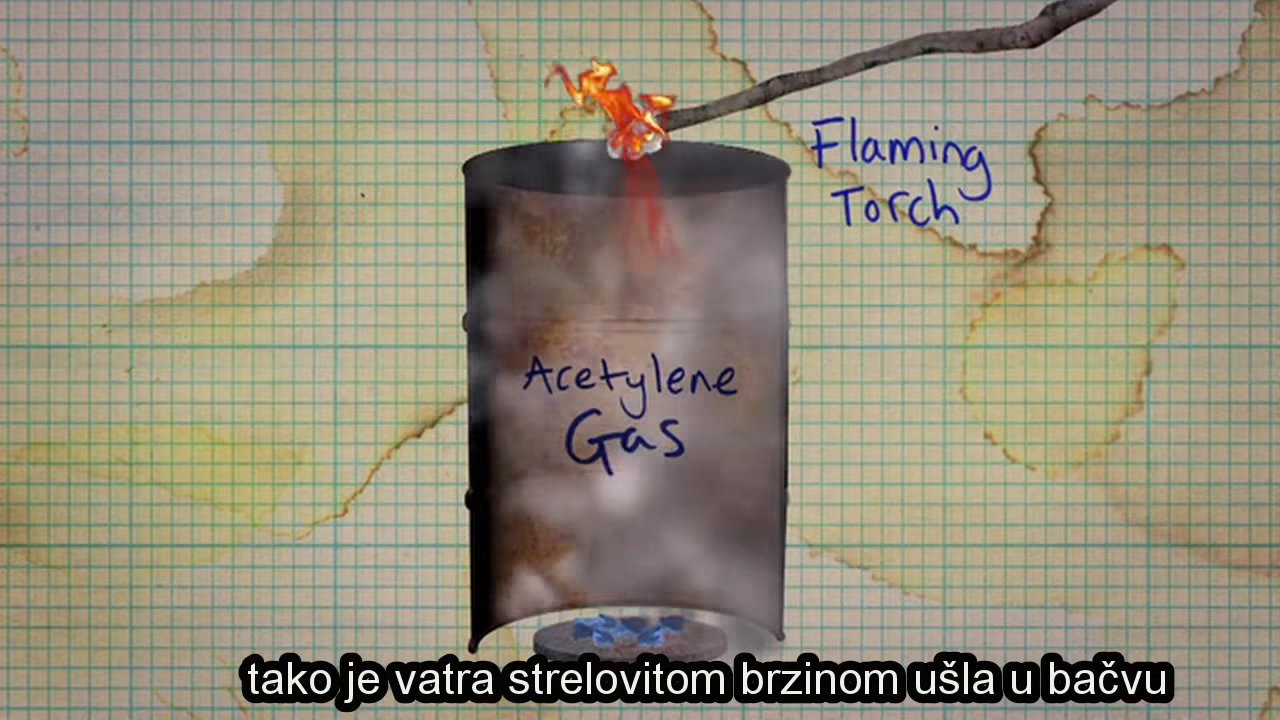 Flaming
Torch
Acetylene
Gas
tako je vatra strelovitom brzinom ušla u bačvu